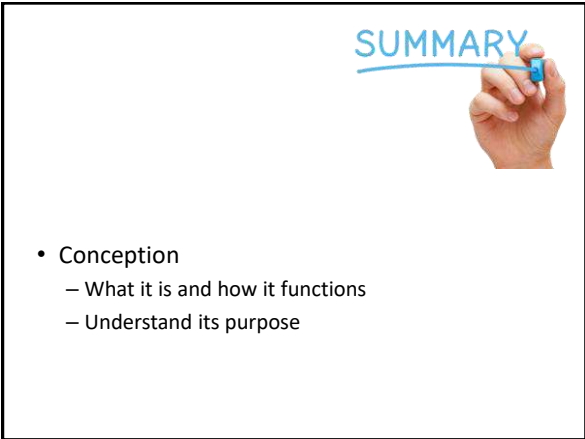 SUMMARY
• Conception
– What it is and how it functions
– Understand its purpose